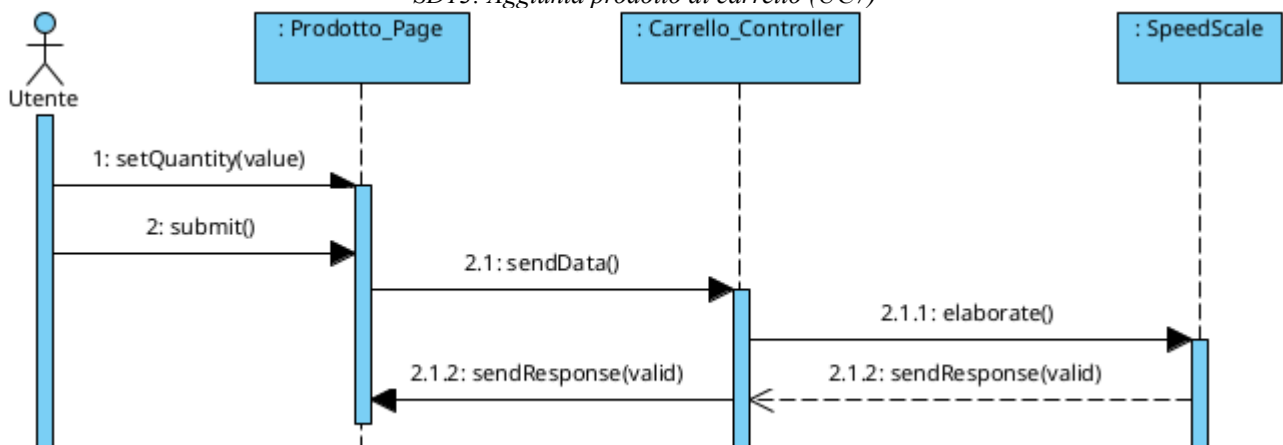 : Prodotto_Page
: Carrello_Controller
: SpeedScale
Utente
1: setQuantity(value)
2: submit()
2.1: sendData()
2.1.1: elaborate()
2.1.2: sendResponse(valid)
2.1.2: sendResponse(valid)